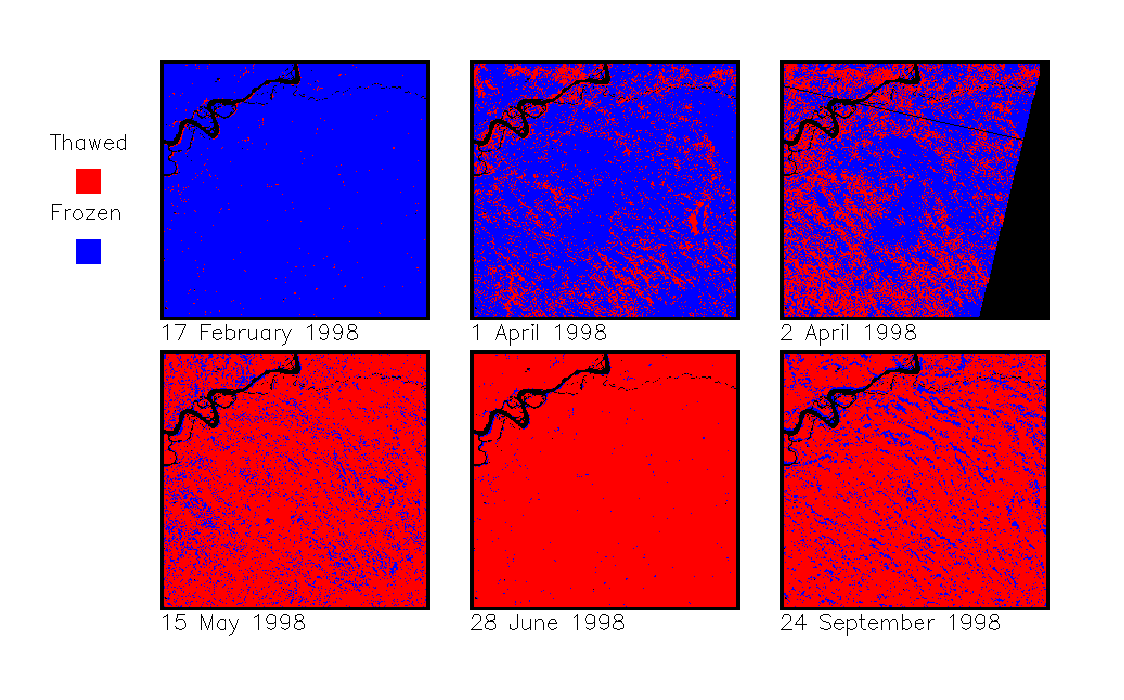 Thawed
Frozen
17 February 1998
1 April 1998
2 April 1998
15 May 1998
28 June 1998
24 September 1998